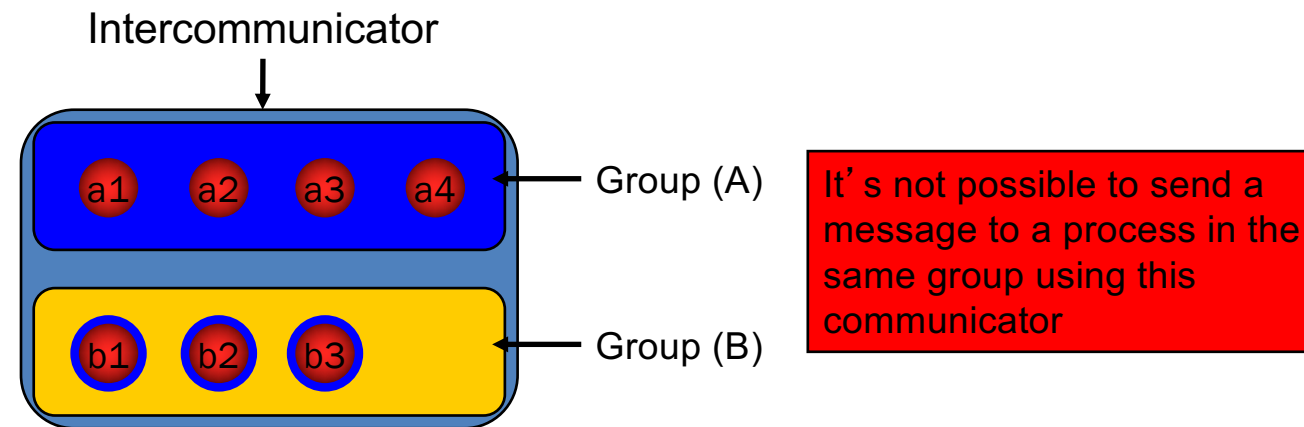 Intercommunicator
a1 a2 a3 a4
Group (A)
It’s not possible to send a
message to a process in the
same group using this
communicator
b1 b2 b3
Group (B)